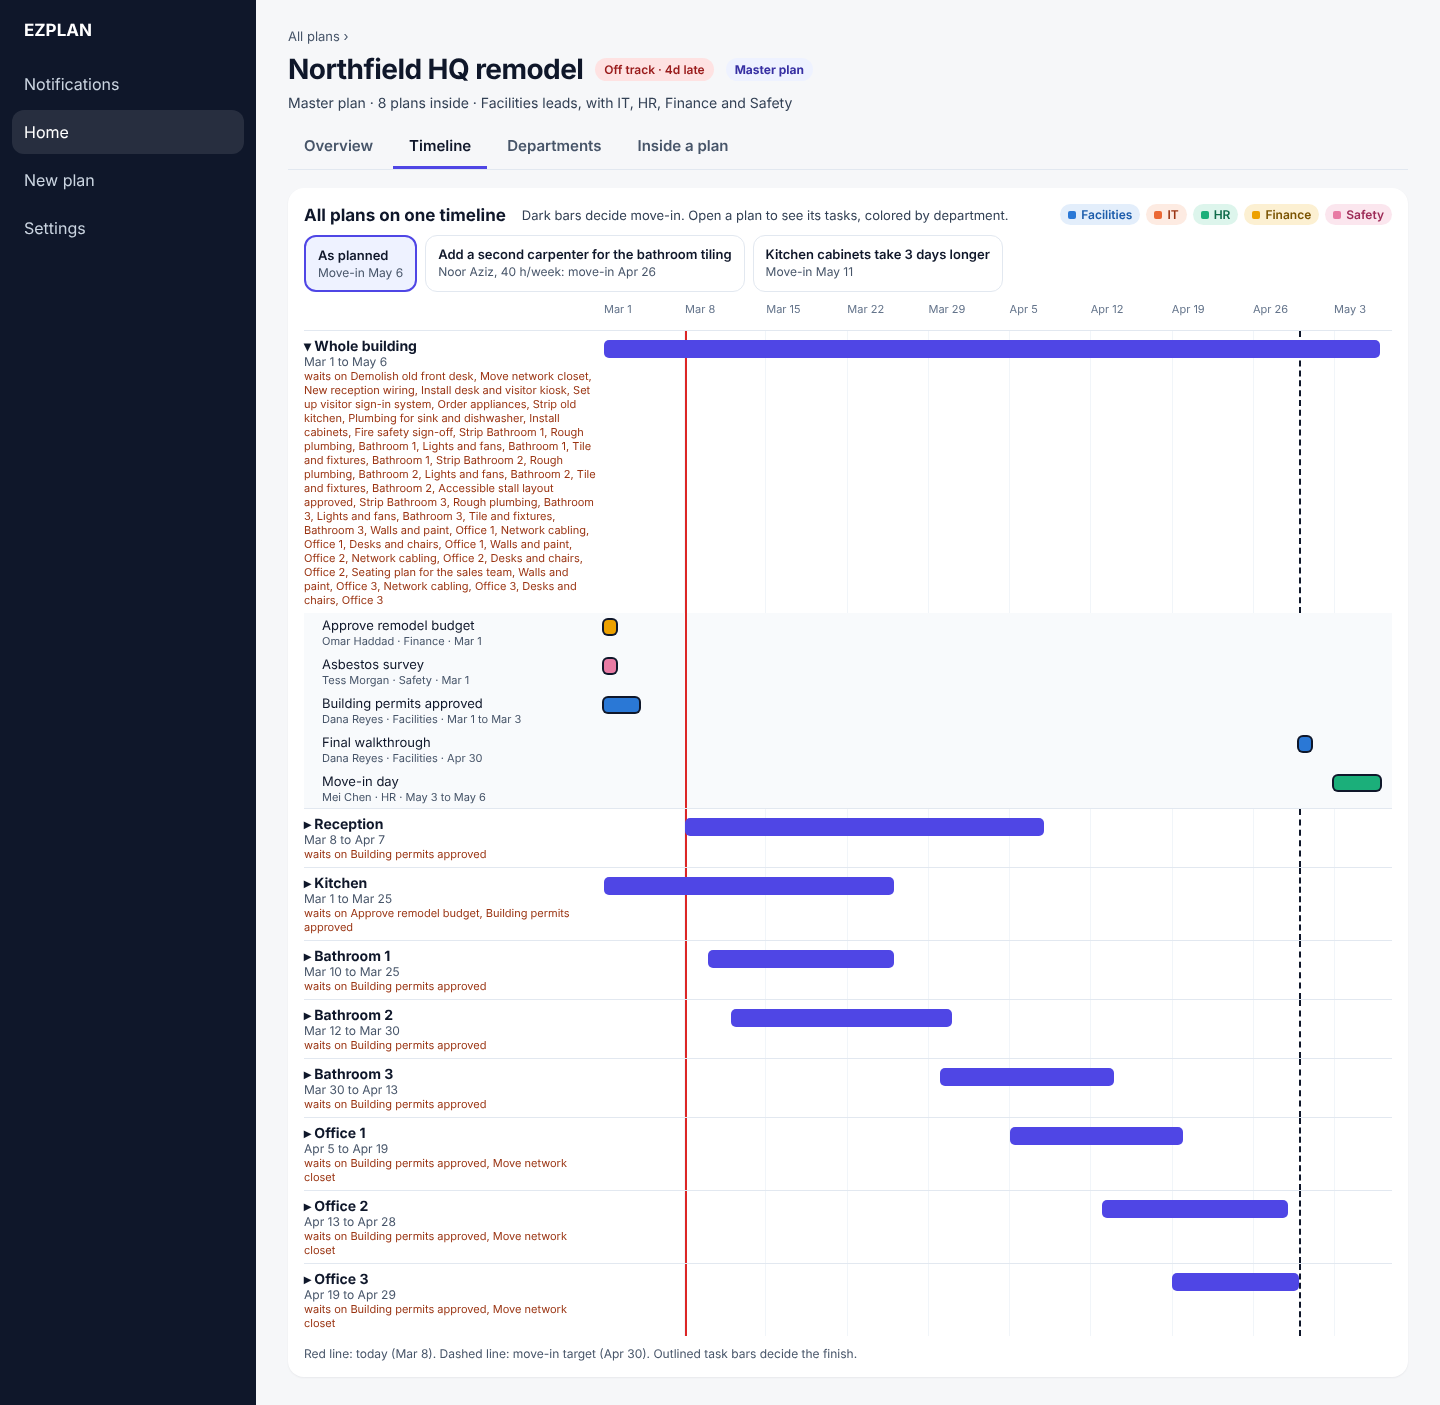 EZPLAN
Notifications
Home
New plan
Settings
All plans ›
Northfield HQ remodel
Off track · 4d late
Master plan
Master plan · 8 plans inside · Facilities leads, with IT, HR, Finance and Safety
Overview
Timeline
Departments
Inside a plan
All plans on one timeline
Dark bars decide move-in. Open a plan to see its tasks, colored by department.
Facilities
IT
HR
Finance
Safety
As planned
Move-in May 6
Add a second carpenter for the bathroom tiling
Noor Aziz, 40 h/week: move-in Apr 26
Kitchen cabinets take 3 days longer
Move-in May 11
Mar 1
Mar 8
Mar 15
Mar 22
Mar 29
Apr 5
Apr 12
Apr 19
Apr 26
May 3
▾ Whole building
Mar 1 to May 6
waits on Demolish old front desk, Move network closet,
New reception wiring, Install desk and visitor kiosk, Set
up visitor sign-in system, Order appliances, Strip old
kitchen, Plumbing for sink and dishwasher, Install
cabinets, Fire safety sign-off, Strip Bathroom 1, Rough
plumbing, Bathroom 1, Lights and fans, Bathroom 1, Tile
and fixtures, Bathroom 1, Strip Bathroom 2, Rough
plumbing, Bathroom 2, Lights and fans, Bathroom 2, Tile
and fixtures, Bathroom 2, Accessible stall layout
approved, Strip Bathroom 3, Rough plumbing, Bathroom
3, Lights and fans, Bathroom 3, Tile and fixtures,
Bathroom 3, Walls and paint, Office 1, Network cabling,
Office 1, Desks and chairs, Office 1, Walls and paint,
Office 2, Network cabling, Office 2, Desks and chairs,
Office 2, Seating plan for the sales team, Walls and
paint, Office 3, Network cabling, Office 3, Desks and
chairs, Office 3
Approve remodel budget
Omar Haddad · Finance · Mar 1
Asbestos survey
Tess Morgan · Safety · Mar 1
Building permits approved
Dana Reyes · Facilities · Mar 1 to Mar 3
Final walkthrough
Dana Reyes · Facilities · Apr 30
Move-in day
Mei Chen · HR · May 3 to May 6
▸ Reception
Mar 8 to Apr 7
waits on Building permits approved
▸ Kitchen
Mar 1 to Mar 25
waits on Approve remodel budget, Building permits
approved
▸ Bathroom 1
Mar 10 to Mar 25
waits on Building permits approved
▸ Bathroom 2
Mar 12 to Mar 30
waits on Building permits approved
▸ Bathroom 3
Mar 30 to Apr 13
waits on Building permits approved
▸ Office 1
Apr 5 to Apr 19
waits on Building permits approved, Move network
closet
▸ Office 2
Apr 13 to Apr 28
waits on Building permits approved, Move network
closet
▸ Office 3
Apr 19 to Apr 29
waits on Building permits approved, Move network
closet
Red line: today (Mar 8). Dashed line: move-in target (Apr 30). Outlined task bars decide the finish.